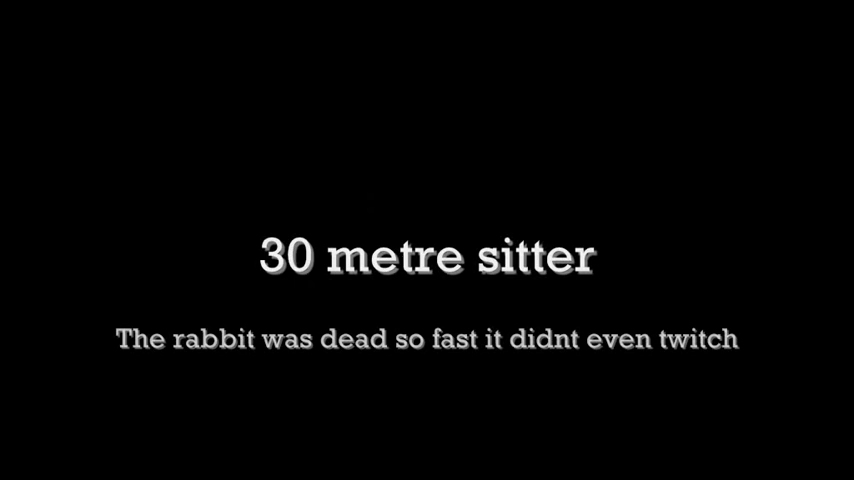 30 metre sitter
The rabbit was dead so fast it didnt even twitch